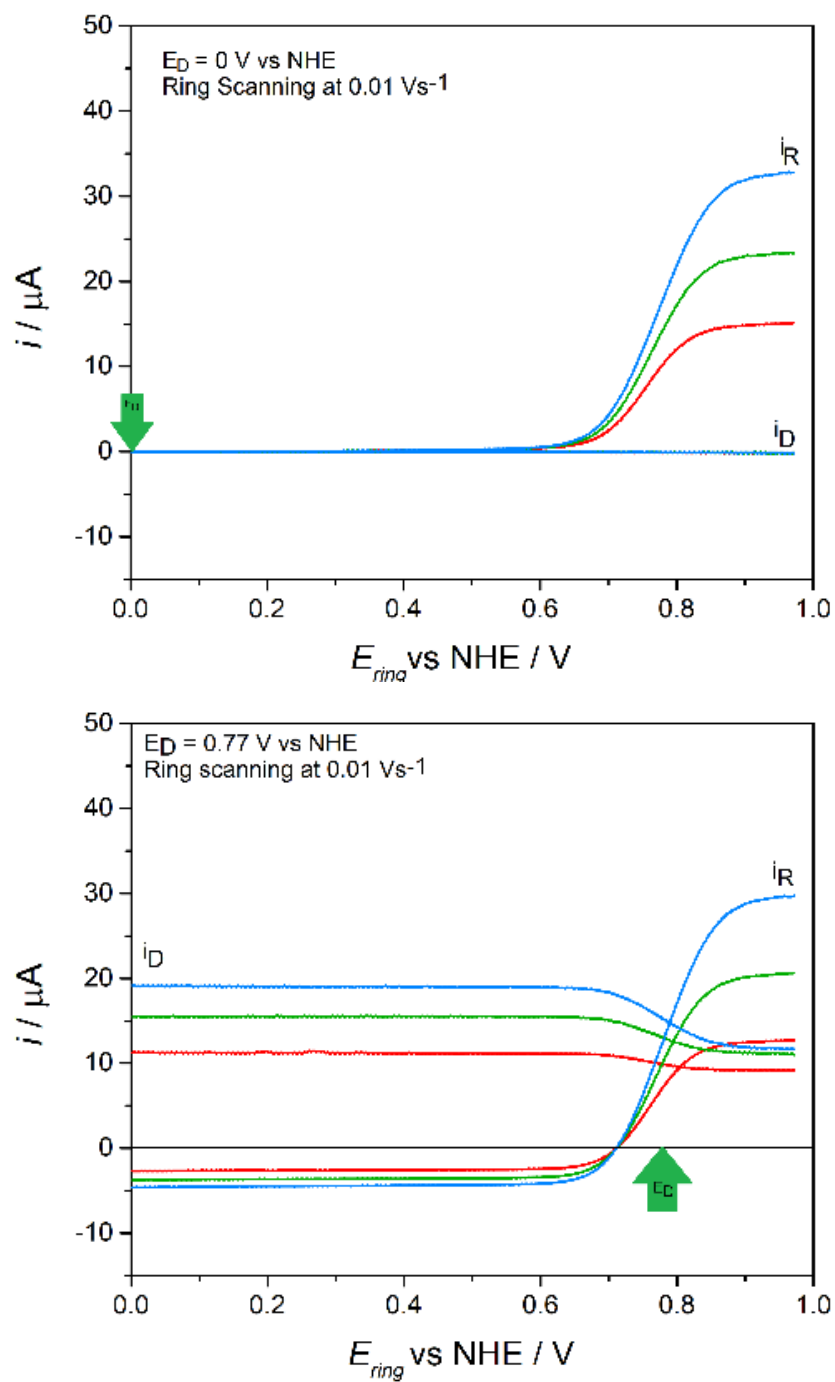 50
E_D = 0 V vs NHE
Ring Scanning at 0.01 Vs⁻¹
40
i_R
30
i / μA
20
10
i_D
0
-10
0.0 0.2 0.4 0.6 0.8 1.0
E_ring vs NHE / V
50
E_D = 0.77 V vs NHE
Ring scanning at 0.01 Vs⁻¹
40
30
i_R
i_D
i / μA
20
10
0
E_D
-10
0.0 0.2 0.4 0.6 0.8 1.0
E_ring vs NHE / V